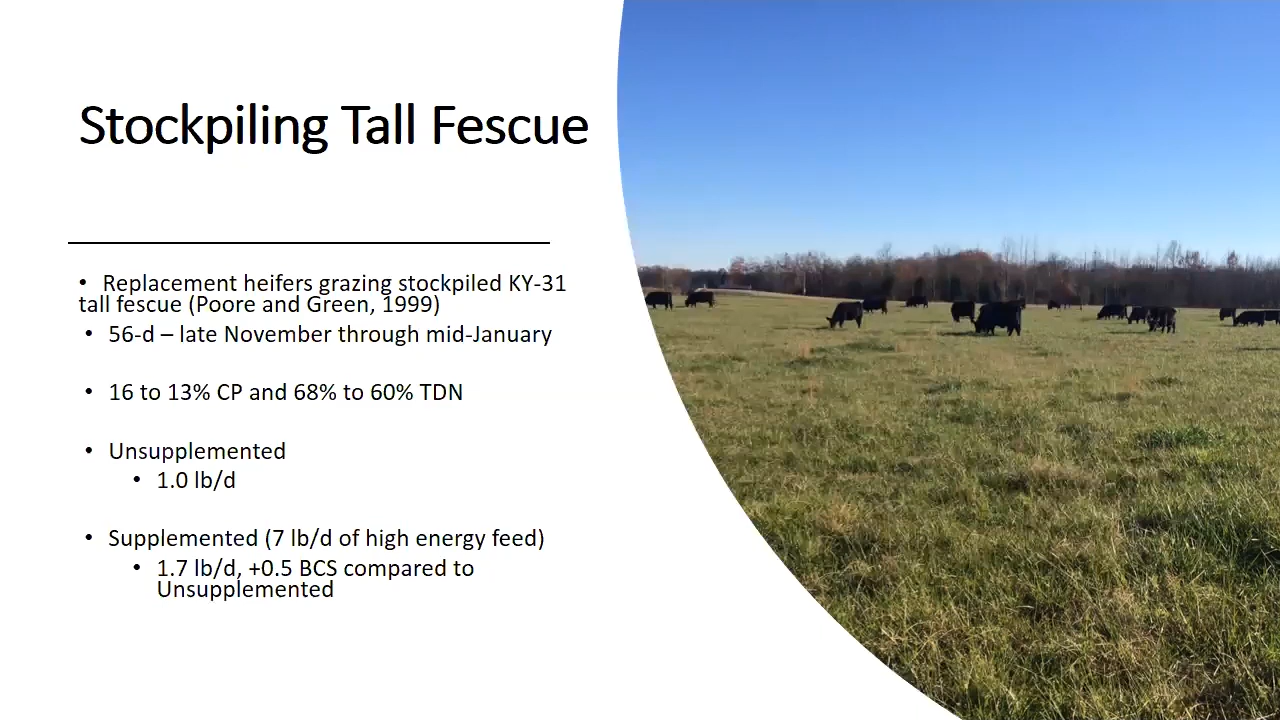 Stockpiling Tall Fescue
• Replacement heifers grazing stockpiled KY-31
tall fescue (Poore and Green, 1999)
• 56-d – late November through mid-January
• 16 to 13% CP and 68% to 60% TDN
• Unsupplemented
• 1.0 lb/d
• Supplemented (7 lb/d of high energy feed)
• 1.7 lb/d, +0.5 BCS compared to
Unsupplemented